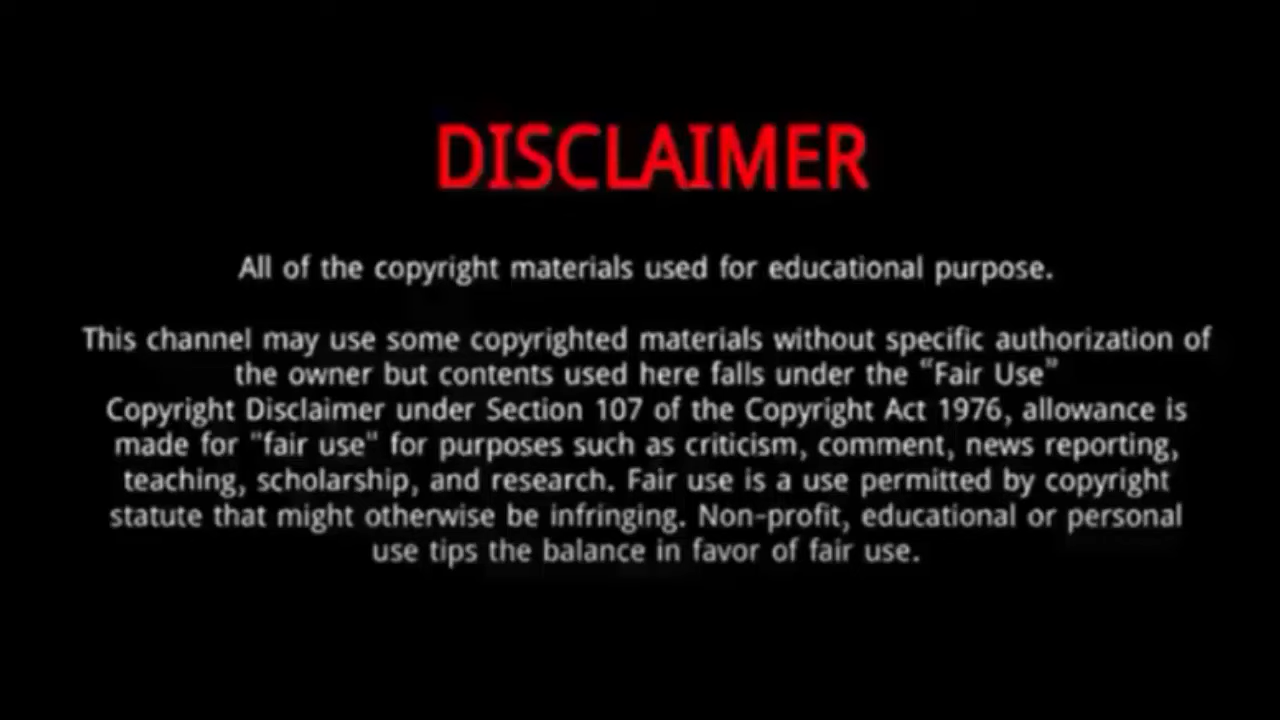 DISCLAIMER
All of the copyright materials used for educational purpose.
This channel may use some copyrighted materials without specific authorization of
the owner but contents used here falls under the “Fair Use”
Copyright Disclaimer under Section 107 of the Copyright Act 1976, allowance is
made for "fair use" for purposes such as criticism, comment, news reporting,
teaching, scholarship, and research. Fair use is a use permitted by copyright
statute that might otherwise be infringing. Non-profit, educational or personal
use tips the balance in favor of fair use.